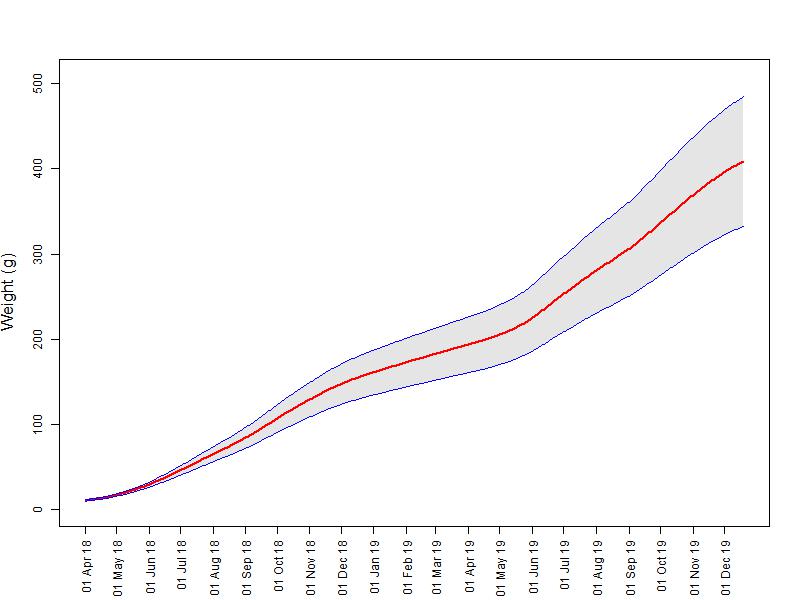 Weight (g)
500
400
300
200
100
0
01 Apr 18
01 May 18
01 Jun 18
01 Jul 18
01 Aug 18
01 Sep 18
01 Oct 18
01 Nov 18
01 Dec 18
01 Jan 19
01 Feb 19
01 Mar 19
01 Apr 19
01 May 19
01 Jun 19
01 Jul 19
01 Aug 19
01 Sep 19
01 Oct 19
01 Nov 19
01 Dec 19